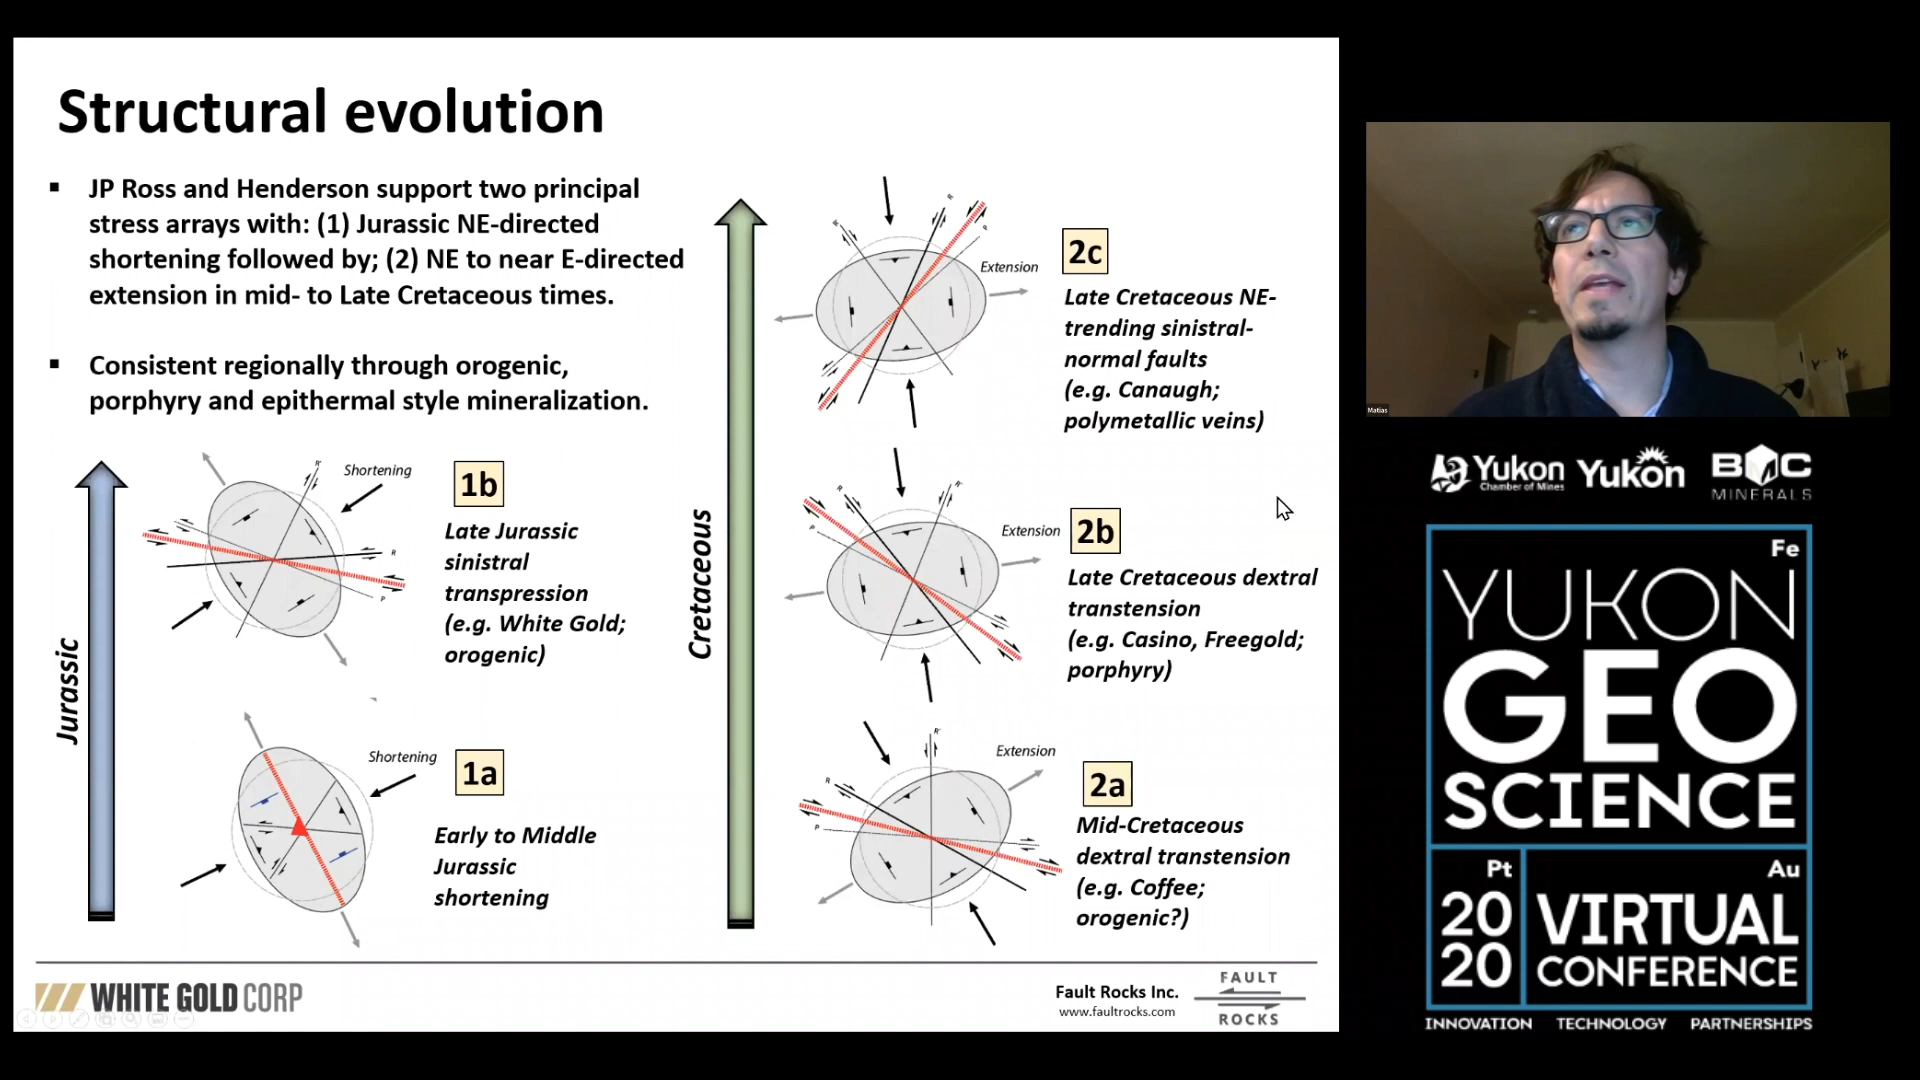 Structural evolution
▪ JP Ross and Henderson support two principal
stress arrays with: (1) Jurassic NE-directed
shortening followed by; (2) NE to near E-directed
extension in mid- to Late Cretaceous times.
▪ Consistent regionally through orogenic,
porphyry and epithermal style mineralization.
Jurassic
R'
Shortening
R
P
1b
Late Jurassic
sinistral
transpression
(e.g. White Gold;
orogenic)
Shortening
1a
Early to Middle
Jurassic
shortening
Cretaceous
R'
R
P
Extension
2c
Late Cretaceous NE-
trending sinistral-
normal faults
(e.g. Canaugh;
polymetallic veins)
R
R'
P
Extension
2b
Late Cretaceous dextral
transtension
(e.g. Casino, Freegold;
porphyry)
R'
R
P
Extension
2a
Mid-Cretaceous
dextral transtension
(e.g. Coffee;
orogenic?)
WHITE GOLD CORP
Fault Rocks Inc.
www.faultrocks.com
FAULT
ROCKS
Matias
Yukon
Chamber of Mines
Yukon
BMC
MINERALS
Fe
YUKON
GEO
SCIENCE
Pt
Au
20
20
VIRTUAL
CONFERENCE
INNOVATION TECHNOLOGY PARTNERSHIPS